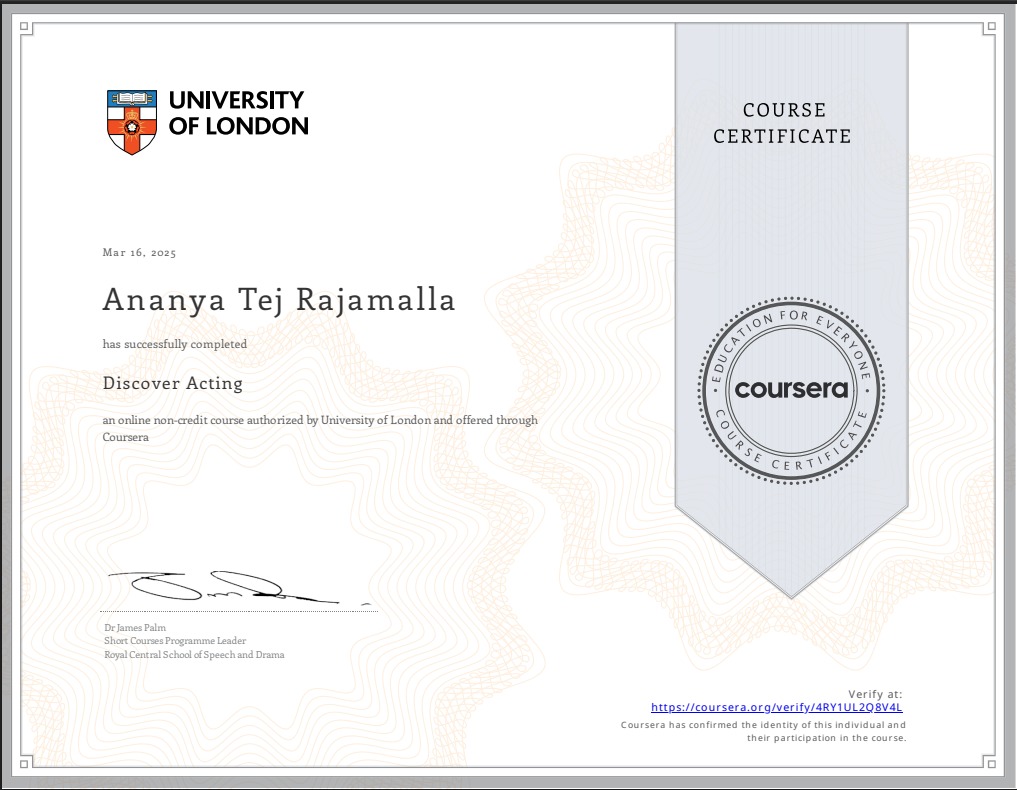 UNIVERSITY
OF LONDON
COURSE
CERTIFICATE
Mar 16, 2025
Ananya Tej Rajamalla
has successfully completed
Discover Acting
an online non-credit course authorized by University of London and offered through
Coursera
EDUCATION FOR EVERYONE
coursera
COURSE CERTIFICATE
Dr James Palm
Short Courses Programme Leader
Royal Central School of Speech and Drama
Verify at:
https://coursera.org/verify/4RY1UL2Q8V4L
Coursera has confirmed the identity of this individual and
their participation in the course.